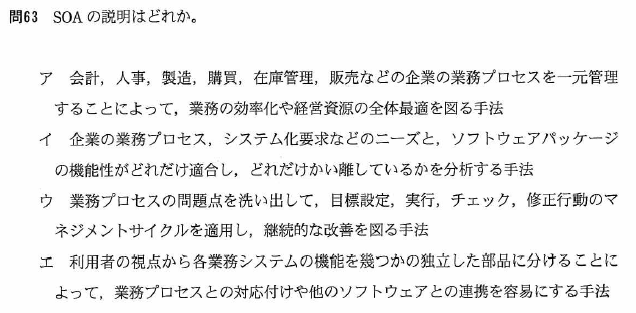 問63 SOA の説明はどれか。
ア 会計，人事，製造，購買，在庫管理，販売などの企業の業務プロセスを一元管理
することによって，業務の効率化や経営資源の全体最適を図る手法
イ 企業の業務プロセス，システム化要求などのニーズと，ソフトウェアパッケージ
の機能性がどれだけ適合し，どれだけかい離しているかを分析する手法
ウ 業務プロセスの問題点を洗い出して，目標設定，実行，チェック，修正行動のマ
ネジメントサイクルを適用し，継続的な改善を図る手法
エ 利用者の視点から各業務システムの機能を幾つかの独立した部品に分けることに
よって，業務プロセスとの対応付けや他のソフトウェアとの連携を容易にする手法